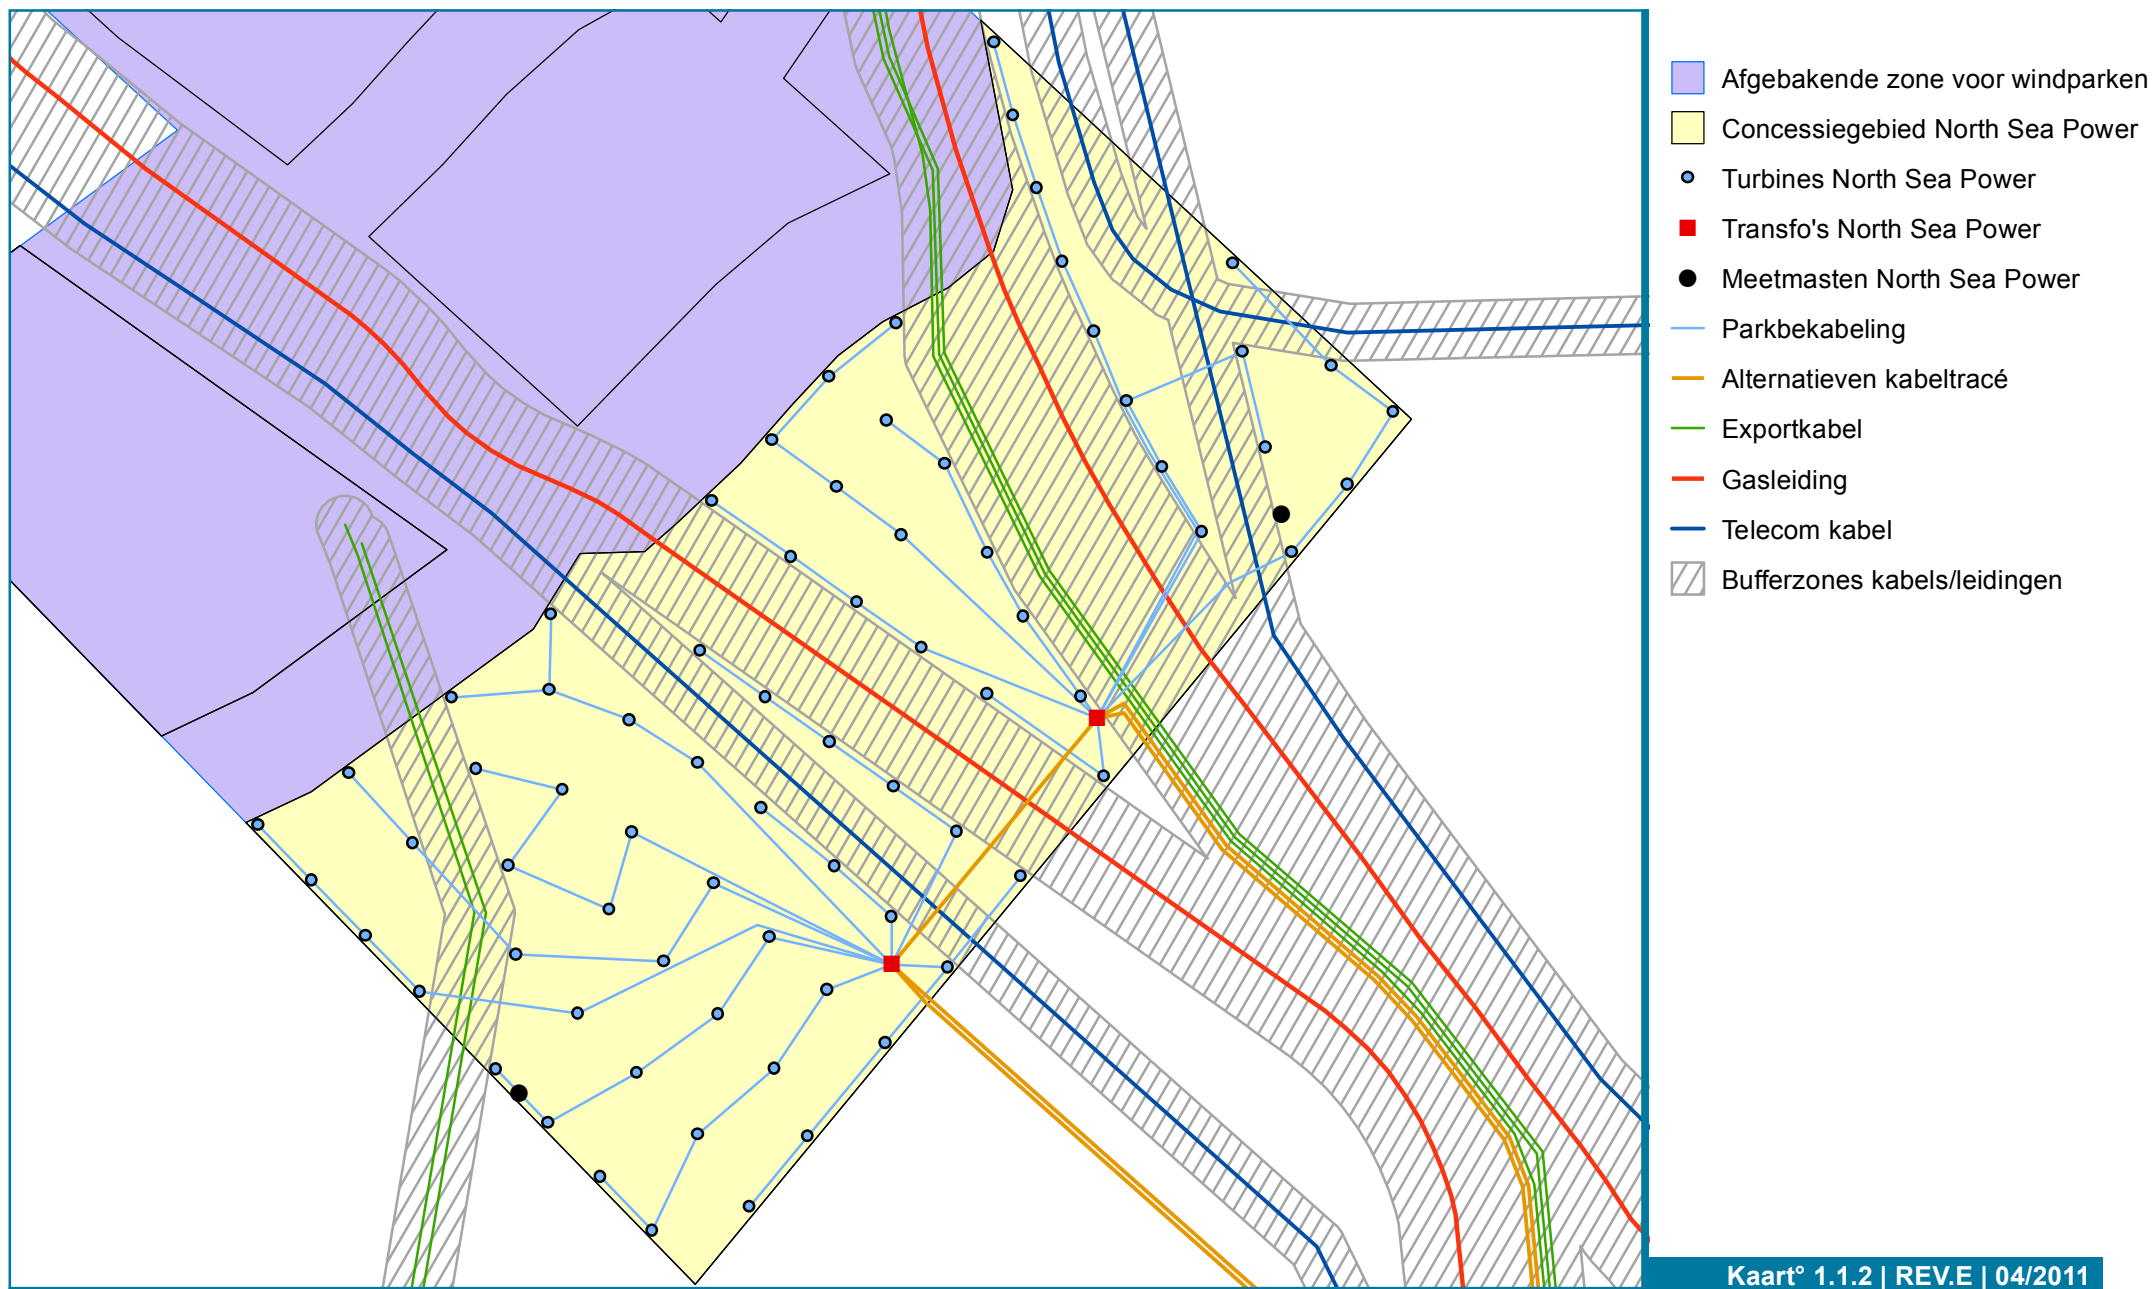 Afgebakende zone voor windparken
Concessiegebied North Sea Power
Turbines North Sea Power
Transfo's North Sea Power
Meetmasten North Sea Power
Parkbekabeling
Alternatieven kabeltracé
Exportkabel
Gasleiding
Telecom kabel
Bufferzones kabels/leidingen
Kaart° 1.1.2 | REV.E | 04/2011